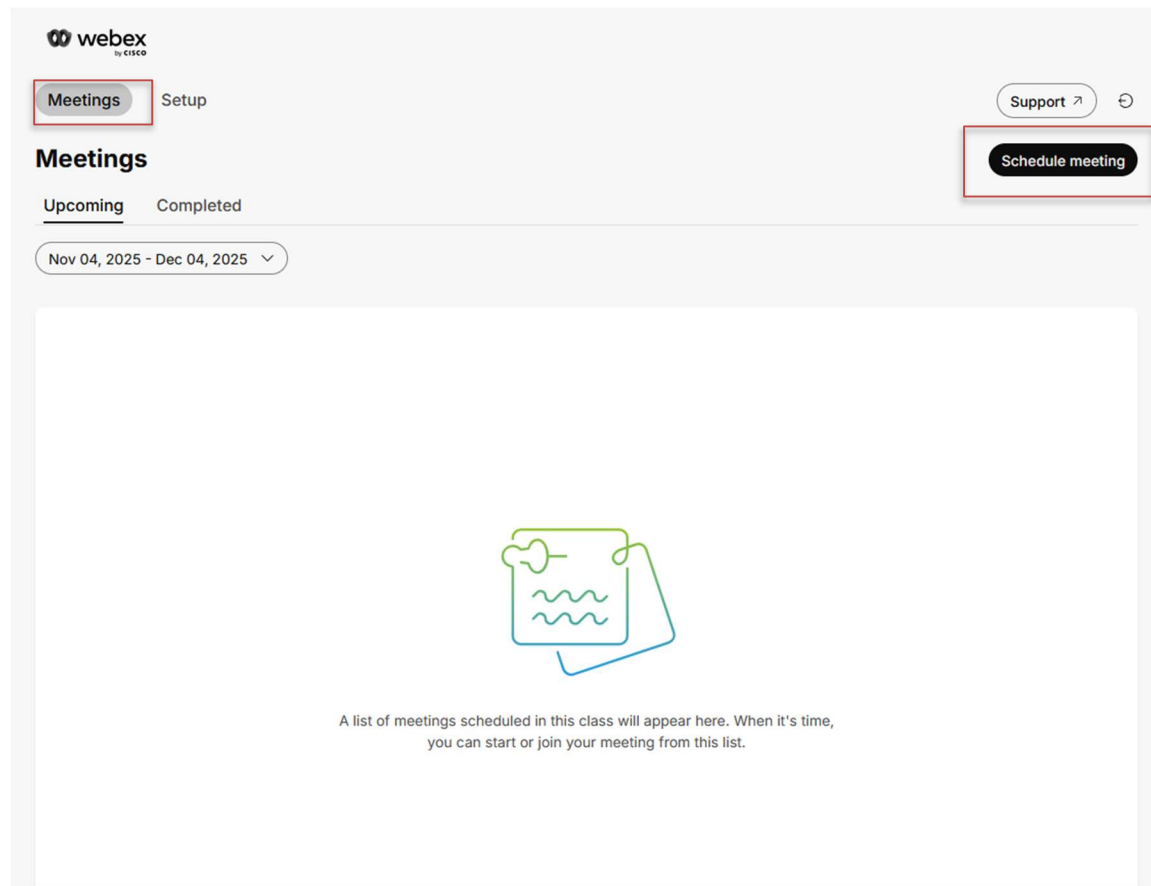 webex
by CISCO
Meetings Setup Support
Meetings Schedule meeting
Upcoming Completed
Nov 04, 2025 - Dec 04, 2025
A list of meetings scheduled in this class will appear here. When it's time,
you can start or join your meeting from this list.